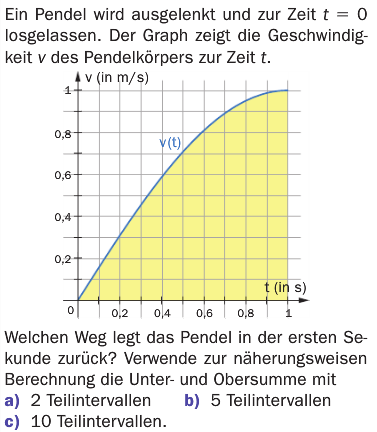 Ein Pendel wird ausgelenkt und zur Zeit t = 0
losgelassen. Der Graph zeigt die Geschwindig-
keit v des Pendelkörpers zur Zeit t.
v (in m/s)
1
v(t)
0,8
0,6
0,4
0,2
t (in s)
0
0,2
0,4
0,6
0,8
1
Welchen Weg legt das Pendel in der ersten Se-
kunde zurück? Verwende zur näherungsweisen
Berechnung die Unter- und Obersumme mit
a) 2 Teilintervallen b) 5 Teilintervallen
c) 10 Teilintervallen.